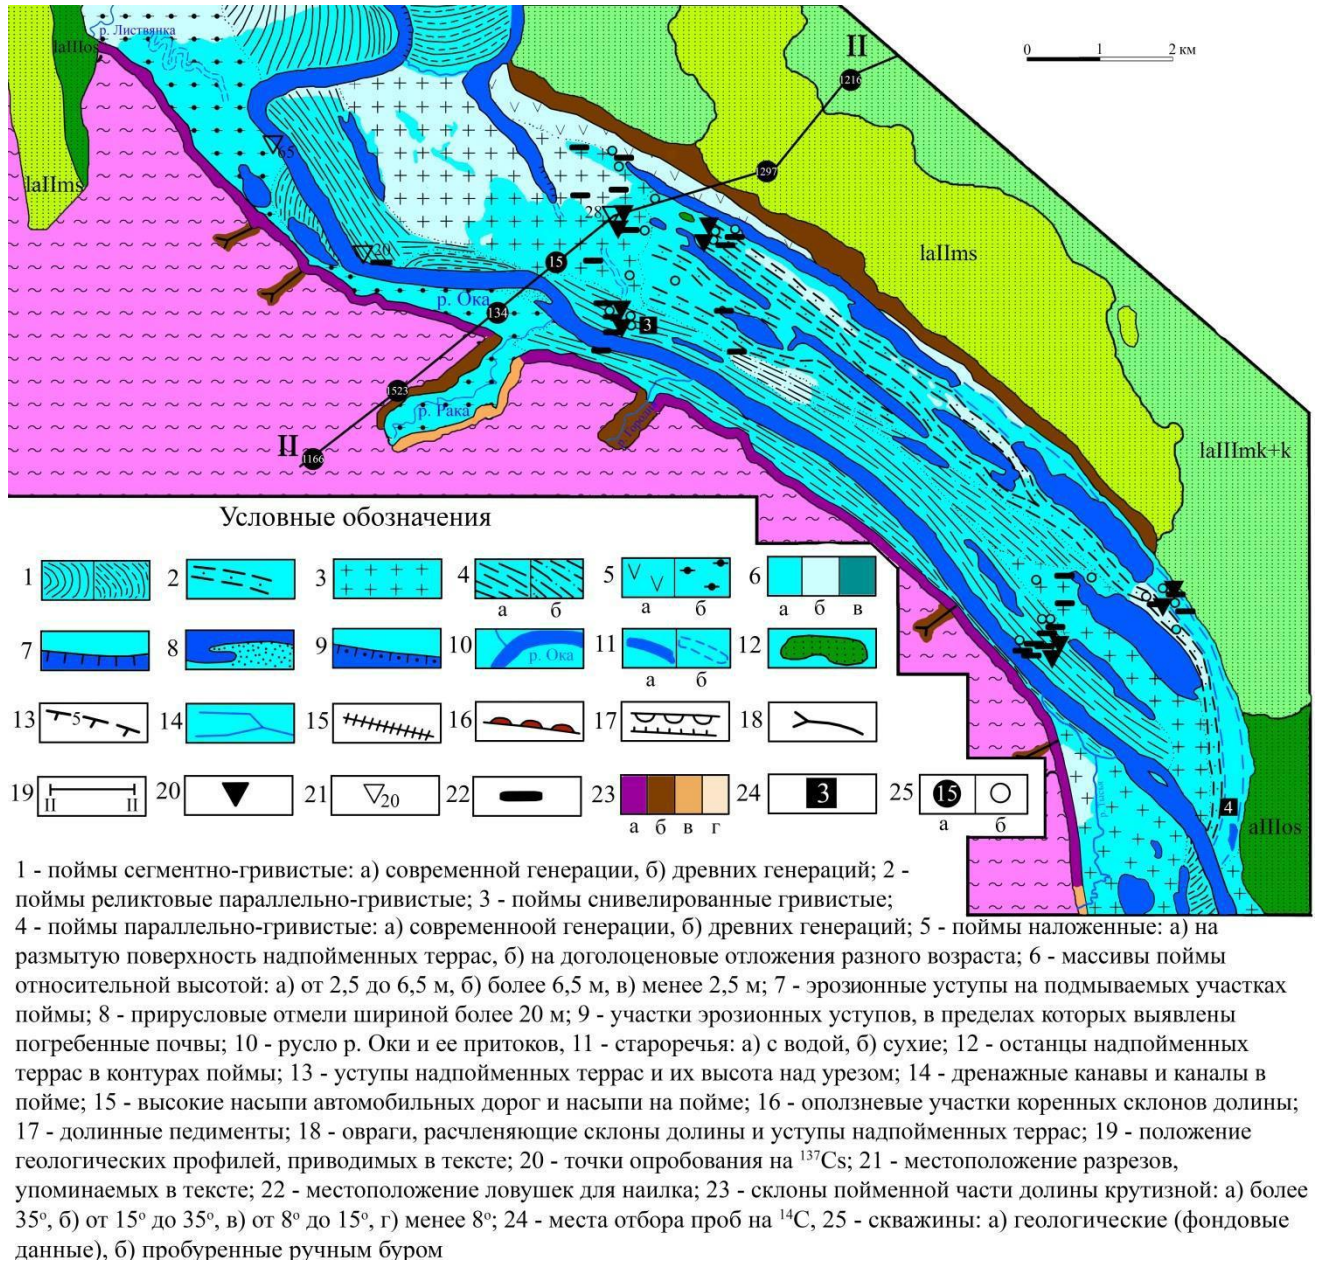 р. Листвянка
laIIIos
II
0 1 2 км
1216
65
1297
laIIms
28
laIIms
20
15
р. Ока
134
3
1523
р. Рака
II
1166
laIIImk+k
Условные обозначения
1 2 3 4 а б 5 а б 6 а б в
7 8 9 10 р. Ока 11 а б 12
13 5 14 15 16 17 18
19 II II 20 21 20 22 23 а б в г 24 3 25 15 а б
4
aIIIos
1 - поймы сегментно-гривистые: а) современной генерации, б) древних генераций; 2 -
поймы реликтовые параллельно-гривистые; 3 - поймы снивелированные гривистые;
4 - поймы параллельно-гривистые: а) современноой генерации, б) древних генераций; 5 - поймы наложенные: а) на
размытую поверхность надпойменных террас, б) на доголоценовые отложения разного возраста; 6 - массивы поймы
относительной высотой: а) от 2,5 до 6,5 м, б) более 6,5 м, в) менее 2,5 м; 7 - эрозионные уступы на подмываемых участках
поймы; 8 - прирусловые отмели шириной более 20 м; 9 - участки эрозионных уступов, в пределах которых выявлены
погребенные почвы; 10 - русло р. Оки и ее притоков, 11 - староречья: а) с водой, б) сухие; 12 - останцы надпойменных
террас в контурах поймы; 13 - уступы надпойменных террас и их высота над урезом; 14 - дренажные канавы и каналы в
пойме; 15 - высокие насыпи автомобильных дорог и насыпи на пойме; 16 - оползневые участки коренных склонов долины;
17 - долинные педименты; 18 - овраги, расчленяющие склоны долины и уступы надпойменных террас; 19 - положение
геологических профилей, приводимых в тексте; 20 - точки опробования на ¹³⁷Cs; 21 - местоположение разрезов,
упоминаемых в тексте; 22 - местоположение ловушек для наилка; 23 - склоны пойменной части долины крутизной: а) более
35º, б) от 15º до 35º, в) от 8º до 15º, г) менее 8º; 24 - места отбора проб на ¹⁴C, 25 - скважины: а) геологические (фондовые
данные), б) пробуренные ручным буром